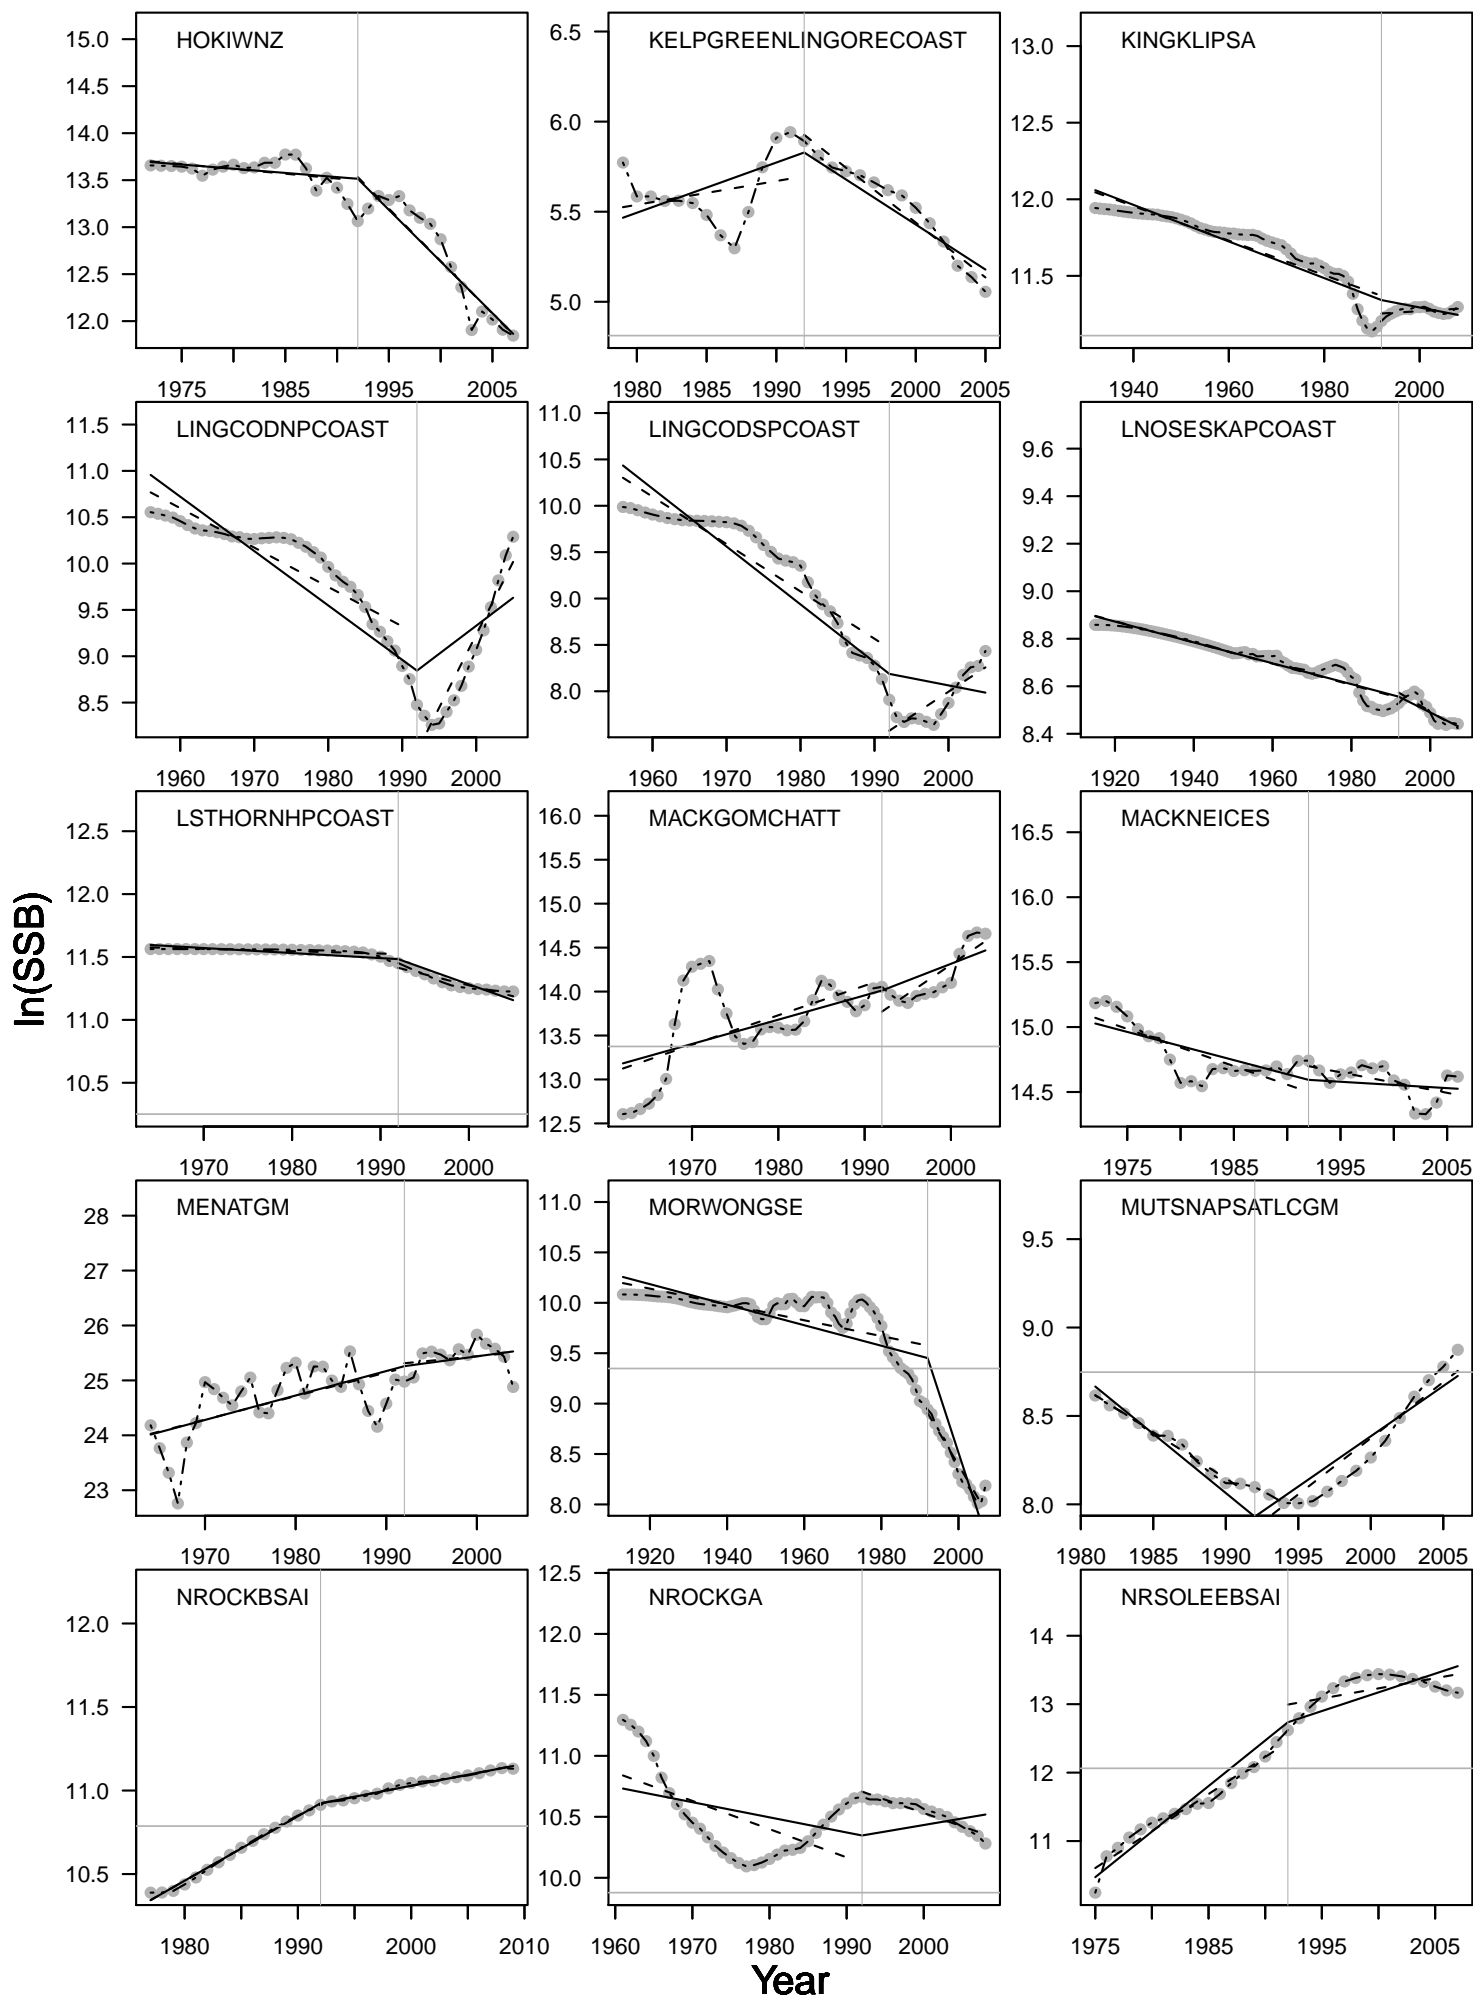 HOKIWNZ
15.0
14.5
14.0
13.5
13.0
12.5
12.0
1975 1985 1995 2005
KELPGREENLINGORECOAST
6.5
6.0
5.5
5.0
1980 1985 1990 1995 2000 2005
KINGKLIPSA
13.0
12.5
12.0
11.5
1940 1960 1980 2000
LINGCODNPCOAST
11.5
11.0
10.5
10.0
9.5
9.0
8.5
1960 1970 1980 1990 2000
LINGCODSPCOAST
11.0
10.5
10.0
9.5
9.0
8.5
8.0
1960 1970 1980 1990 2000
LNOSESKAPCOAST
9.6
9.4
9.2
9.0
8.8
8.6
8.4
1920 1940 1960 1980 2000
LSTHORNHPCOAST
12.5
12.0
11.5
11.0
10.5
1970 1980 1990 2000
MACKGOMCHATT
16.0
15.5
15.0
14.5
14.0
13.5
13.0
12.5
1970 1980 1990 2000
MACKNEICES
16.5
16.0
15.5
15.0
14.5
1975 1985 1995 2005
MENATGM
28
27
26
25
24
23
1970 1980 1990 2000
MORWONGSE
11.0
10.5
10.0
9.5
9.0
8.5
8.0
1920 1940 1960 1980 2000
MUTSNAPSATLCGM
9.5
9.0
8.5
8.0
1980 1985 1990 1995 2000 2005
NROCKBSAI
12.0
11.5
11.0
10.5
1980 1990 2000 2010
NROCKGA
12.5
12.0
11.5
11.0
10.5
10.0
1960 1970 1980 1990 2000
NRSOLEEBSAI
14
13
12
11
1975 1985 1995 2005
ln(SSB)
Year